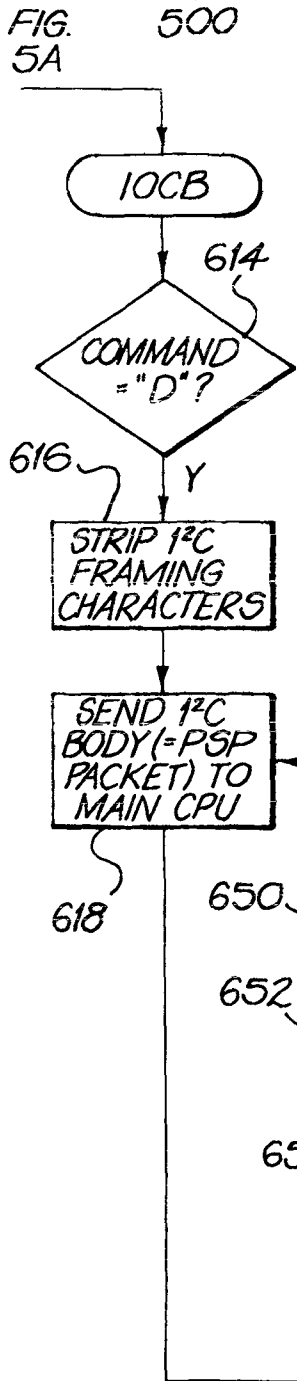 FIG. 500
5A
IOCB
614
COMMAND
="D"?
616
Y
STRIP I²C
FRAMING
CHARACTERS
SEND I²C
BODY (=PSP
PACKET) TO
MAIN CPU
618
650
652
65